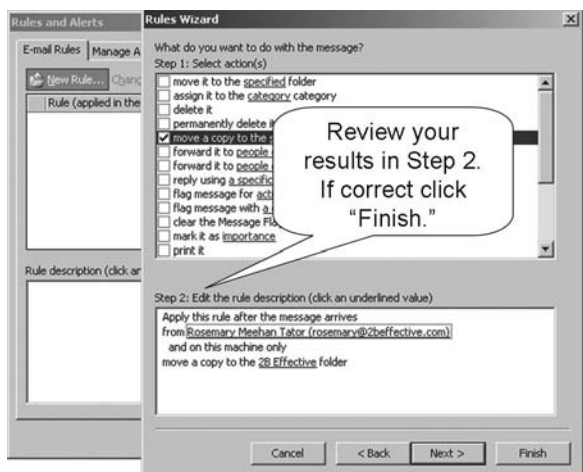 Rules and Alerts
E-mail Rules Manage A
New Rule... Chang
Rule (applied in the
Rule description (click an
Rules Wizard
What do you want to do with the message?
Step 1: Select action(s)
move it to the specified folder
assign it to the category category
delete it
permanently delete it
move a copy to the s
forward it to people
forward it to people
reply using a specific
flag message for act
flag message with a
clear the Message Fla
mark it as importance
print it
Review your
results in Step 2.
If correct click
“Finish.”
Step 2: Edit the rule description (click an underlined value)
Apply this rule after the message arrives
from Rosemary Meehan Tator (rosemary@2beffective.com)
and on this machine only
move a copy to the 2B Effective folder
Cancel < Back Next > Finish